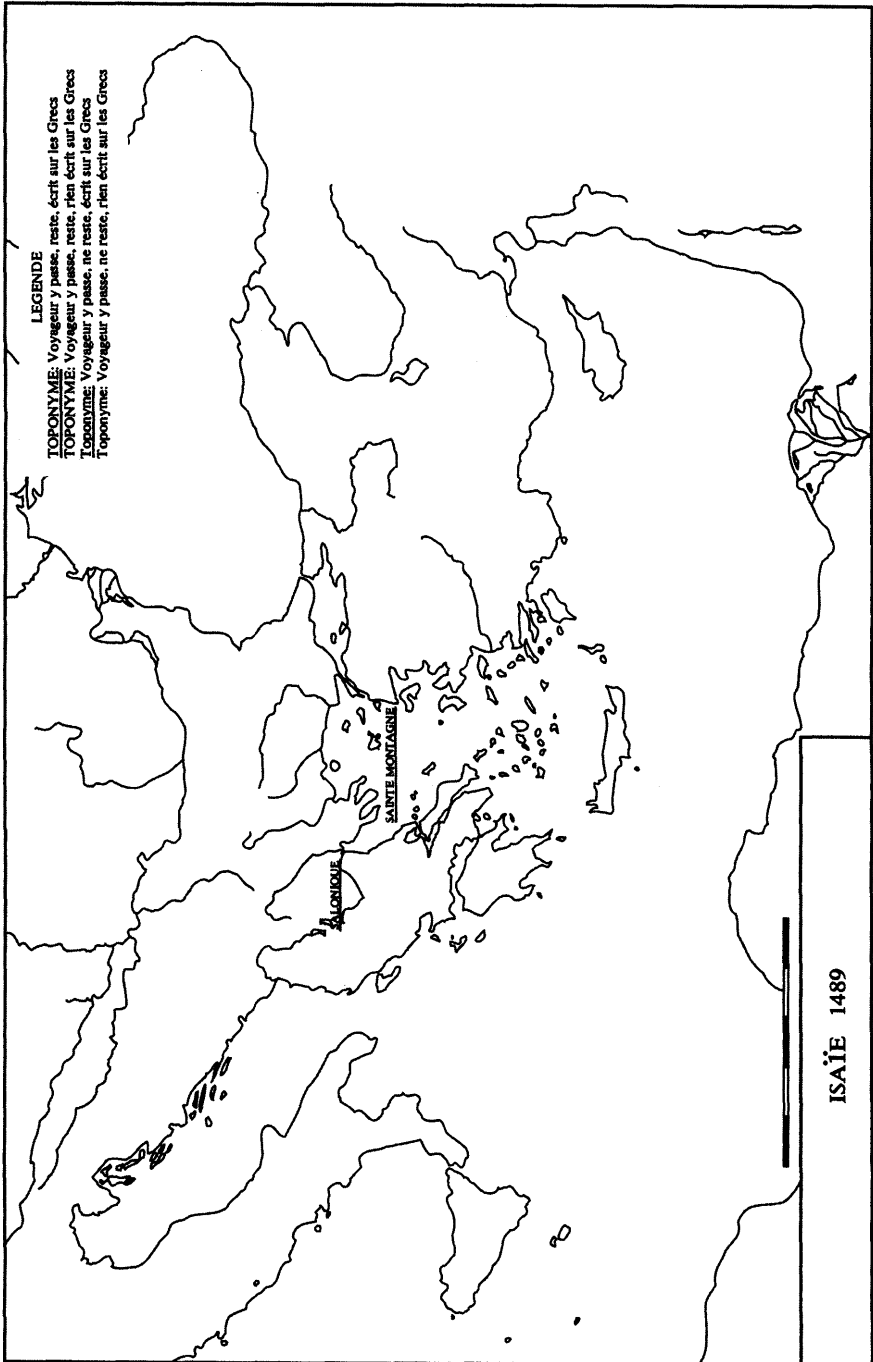 LEGENDE
TOPONYME: Voyageur y passe, reste, écrit sur les Grecs
TOPONYME: Voyageur y passe, reste, rien écrit sur les Grecs
Toponyme: Voyageur y passe, ne reste, écrit sur les Grecs
Toponyme: Voyageur y passe, ne reste, rien écrit sur les Grecs
SALONIQUE
SAINTE MONTAGNE
ISAÏE 1489